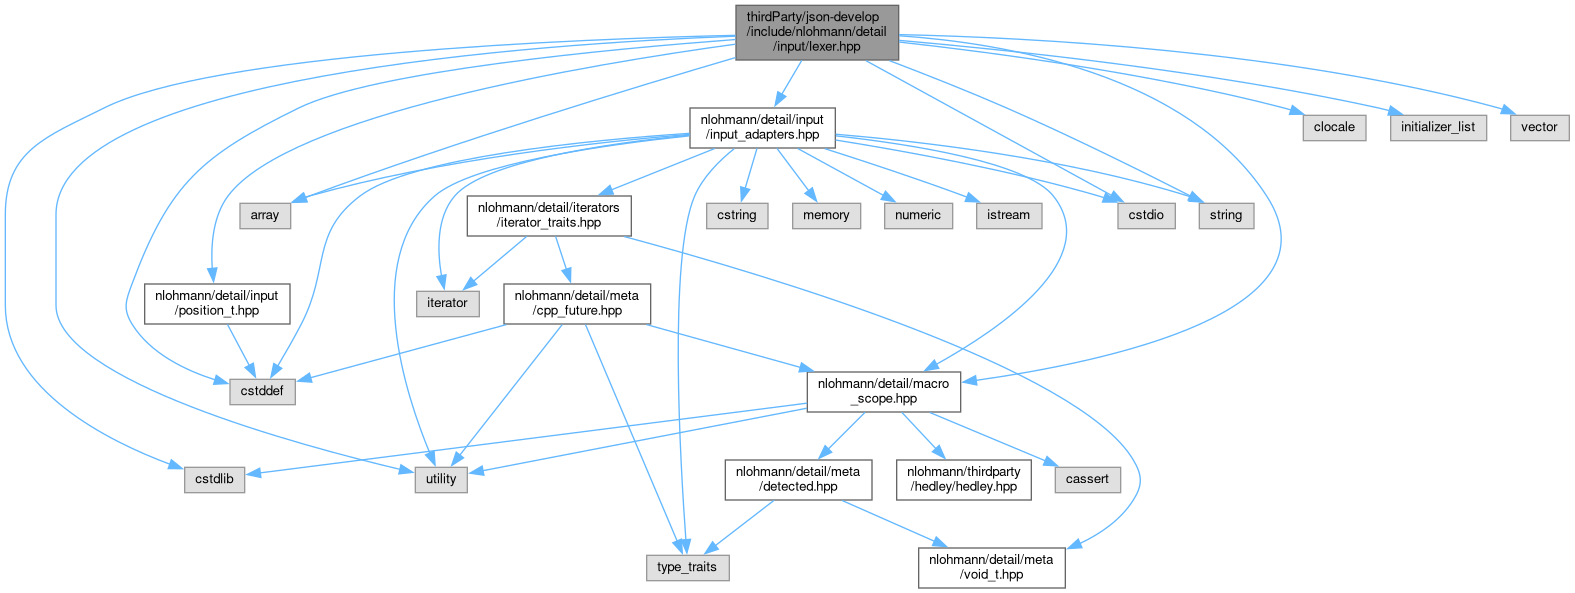 thirdParty/json-develop
/include/nlohmann/detail
/input/lexer.hpp
nlohmann/detail/input
/input_adapters.hpp
clocale
initializer_list
vector
array
nlohmann/detail/iterators
/iterator_traits.hpp
cstring
memory
numeric
istream
cstdio
string
nlohmann/detail/input
/position_t.hpp
iterator
nlohmann/detail/meta
/cpp_future.hpp
cstddef
nlohmann/detail/macro
_scope.hpp
cstdlib
utility
nlohmann/detail/meta
/detected.hpp
nlohmann/thirdparty
/hedley/hedley.hpp
cassert
type_traits
nlohmann/detail/meta
/void_t.hpp